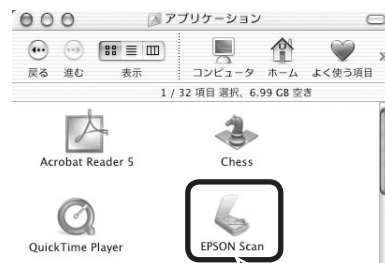 アプリケーション
戻る 進む 表示 コンピュータ ホーム よく使う項目
1 / 32 項目 選択、6.99 GB 空き
Acrobat Reader 5 Chess
QuickTime Player EPSON Scan